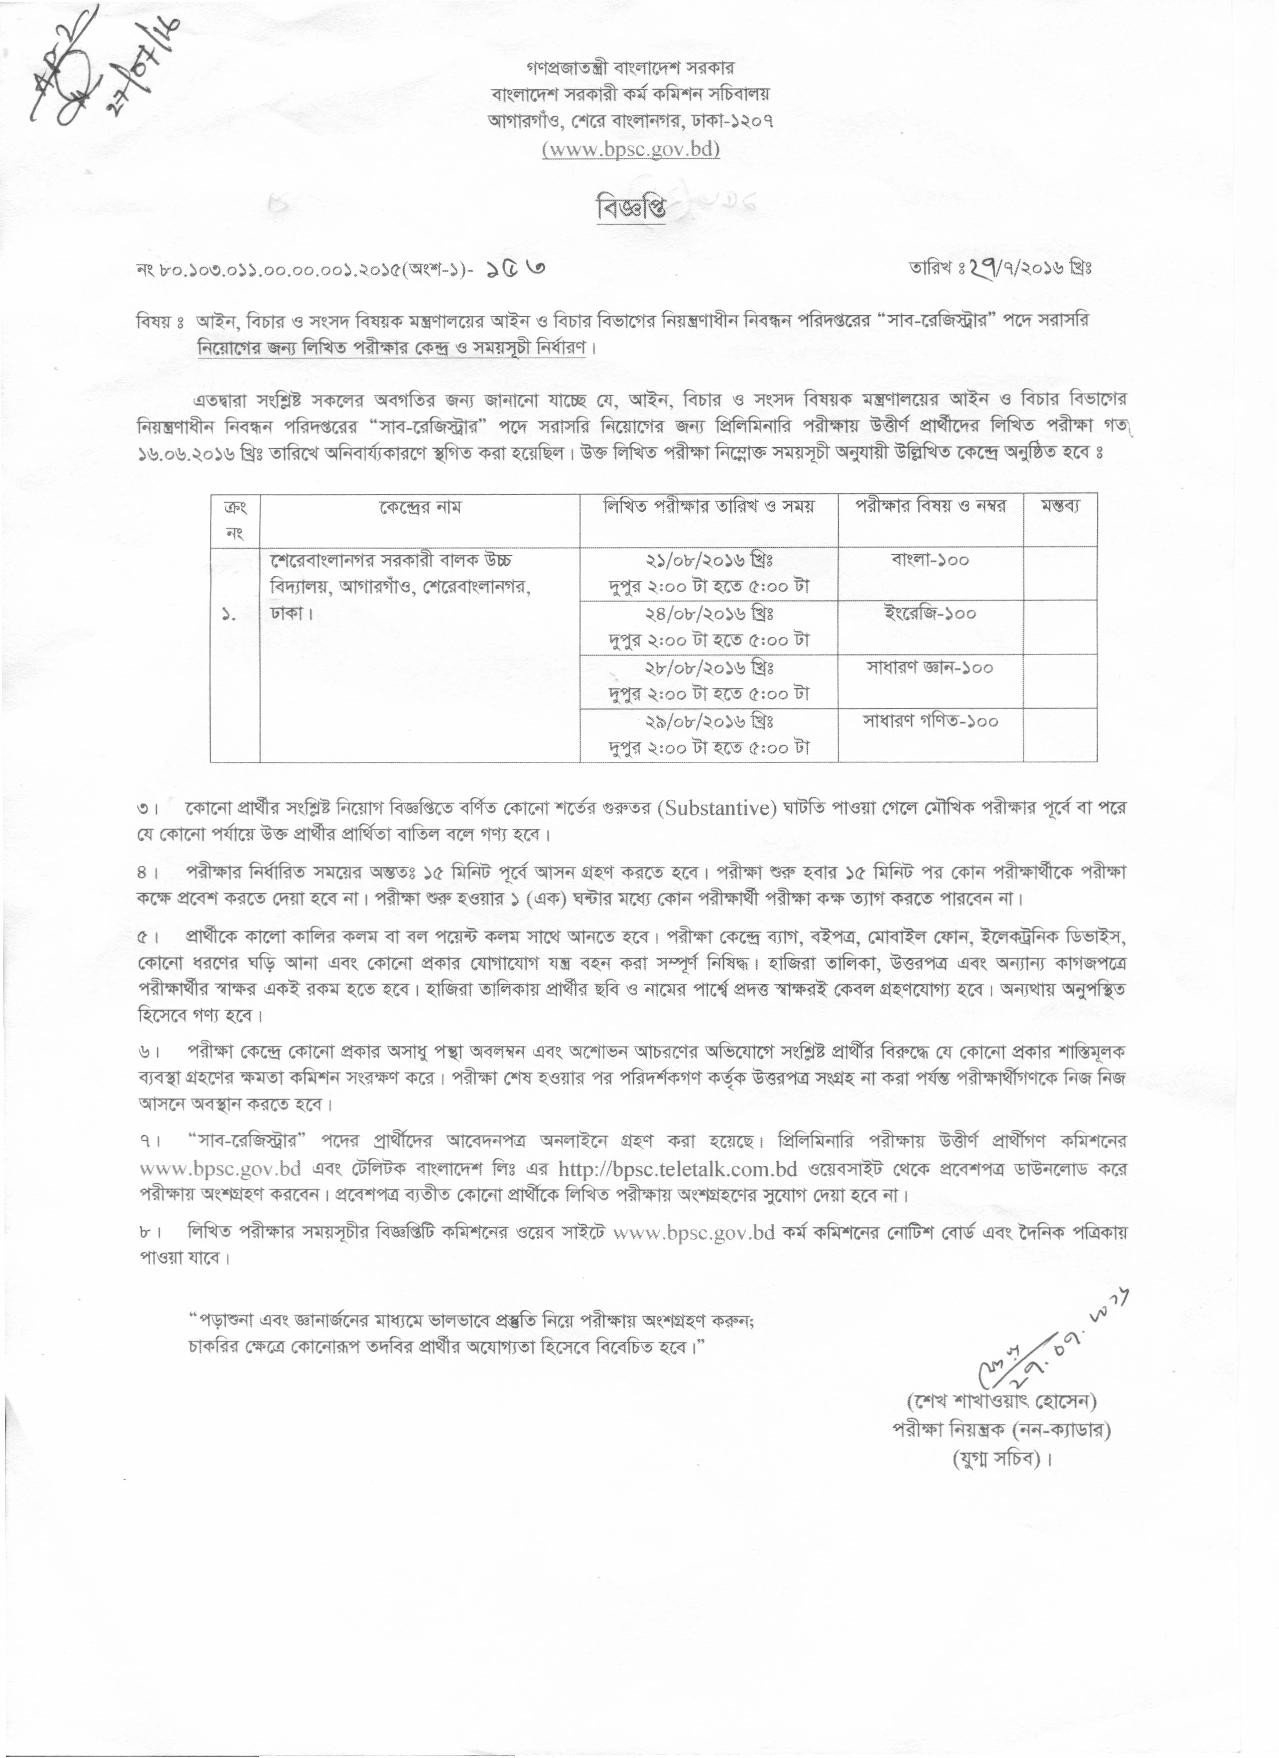 27/07/16
গণপ্রজাতন্ত্রী বাংলাদেশ সরকার
বাংলাদেশ সরকারী কর্ম কমিশন সচিবালয়
আগারগাঁও, শেরে বাংলানগর, ঢাকা-১২০৭
(www.bpsc.gov.bd)
বিজ্ঞপ্তি
নং ৮০.১০৩.০১১.০০.০০.০০১.২০১৫(অংশ-১)- ১৫৩
তারিখ ঃ ২৭/৭/২০১৬ খ্রিঃ
বিষয় ঃ আইন, বিচার ও সংসদ বিষয়ক মন্ত্রণালয়ের আইন ও বিচার বিভাগের নিয়ন্ত্রণাধীন নিবন্ধন পরিদপ্তরের “সাব-রেজিস্ট্রার” পদে সরাসরি
নিয়োগের জন্য লিখিত পরীক্ষার কেন্দ্র ও সময়সূচী নির্ধারণ।
এতদ্বারা সংশ্লিষ্ট সকলের অবগতির জন্য জানানো যাচ্ছে যে, আইন, বিচার ও সংসদ বিষয়ক মন্ত্রণালয়ের আইন ও বিচার বিভাগের
নিয়ন্ত্রণাধীন নিবন্ধন পরিদপ্তরের “সাব-রেজিস্ট্রার” পদে সরাসরি নিয়োগের জন্য প্রিলিমিনারি পরীক্ষায় উত্তীর্ণ প্রার্থীদের লিখিত পরীক্ষা গত
১৬.০৬.২০১৬ খ্রিঃ তারিখে অনিবার্য্যকারণে স্থগিত করা হয়েছিল। উক্ত লিখিত পরীক্ষা নিম্নোক্ত সময়সূচী অনুযায়ী উল্লিখিত কেন্দ্রে অনুষ্ঠিত হবে ঃ
ক্রঃ নং কেন্দ্রের নাম লিখিত পরীক্ষার তারিখ ও সময় পরীক্ষার বিষয় ও নম্বর মন্তব্য
১. শেরেবাংলানগর সরকারী বালক উচ্চ
বিদ্যালয়, আগারগাঁও, শেরেবাংলানগর,
ঢাকা।
২১/০৮/২০১৬ খ্রিঃ বাংলা-১০০
দুপুর ২:০০ টা হতে ৫:০০ টা
২৪/০৮/২০১৬ খ্রিঃ ইংরেজি-১০০
দুপুর ২:০০ টা হতে ৫:০০ টা
২৮/০৮/২০১৬ খ্রিঃ সাধারণ জ্ঞান-১০০
দুপুর ২:০০ টা হতে ৫:০০ টা
২৯/০৮/২০১৬ খ্রিঃ সাধারণ গণিত-১০০
দুপুর ২:০০ টা হতে ৫:০০ টা
৩। কোনো প্রার্থীর সংশ্লিষ্ট নিয়োগ বিজ্ঞপ্তিতে বর্ণিত কোনো শর্তের গুরুতর (Substantive) ঘাটতি পাওয়া গেলে মৌখিক পরীক্ষার পূর্বে বা পরে
যে কোনো পর্যায়ে উক্ত প্রার্থীর প্রার্থিতা বাতিল বলে গণ্য হবে।
৪। পরীক্ষার নির্ধারিত সময়ের অন্ততঃ ১৫ মিনিট পূর্বে আসন গ্রহণ করতে হবে। পরীক্ষা শুরু হবার ১৫ মিনিট পর কোন পরীক্ষার্থীকে পরীক্ষা
কক্ষে প্রবেশ করতে দেয়া হবে না। পরীক্ষা শুরু হওয়ার ১ (এক) ঘন্টার মধ্যে কোন পরীক্ষার্থী পরীক্ষা কক্ষ ত্যাগ করতে পারবেন না।
৫। প্রার্থীকে কালো কালির কলম বা বল পয়েন্ট কলম সাথে আনতে হবে। পরীক্ষা কেন্দ্রে ব্যাগ, বইপত্র, মোবাইল ফোন, ইলেকট্রনিক ডিভাইস,
কোনো ধরণের ঘড়ি আনা এবং কোনো প্রকার যোগাযোগ যন্ত্র বহন করা সম্পূর্ণ নিষিদ্ধ। হাজিরা তালিকা, উত্তরপত্র এবং অন্যান্য কাগজপত্রে
পরীক্ষার্থীর স্বাক্ষর একই রকম হতে হবে। হাজিরা তালিকায় প্রার্থীর ছবি ও নামের পার্শ্বে প্রদত্ত স্বাক্ষরই কেবল গ্রহণযোগ্য হবে। অন্যথায় অনুপস্থিত
হিসেবে গণ্য হবে।
৬। পরীক্ষা কেন্দ্রে কোনো প্রকার অসাধু পন্থা অবলম্বন এবং অশোভন আচরণের অভিযোগে সংশ্লিষ্ট প্রার্থীর বিরুদ্ধে যে কোনো প্রকার শাস্তিমূলক
ব্যবস্থা গ্রহণের ক্ষমতা কমিশন সংরক্ষণ করে। পরীক্ষা শেষ হওয়ার পর পরিদর্শকগণ কর্তৃক উত্তরপত্র সংগ্রহ না করা পর্যন্ত পরীক্ষার্থীগণকে নিজ নিজ
আসনে অবস্থান করতে হবে।
৭। “সাব-রেজিস্ট্রার” পদের প্রার্থীদের আবেদনপত্র অনলাইনে গ্রহণ করা হয়েছে। প্রিলিমিনারি পরীক্ষায় উত্তীর্ণ প্রার্থীগণ কমিশনের
www.bpsc.gov.bd এবং টেলিটক বাংলাদেশ লিঃ এর http://bpsc.teletalk.com.bd ওয়েবসাইট থেকে প্রবেশপত্র ডাউনলোড করে
পরীক্ষায় অংশগ্রহণ করবেন। প্রবেশপত্র ব্যতীত কোনো প্রার্থীকে লিখিত পরীক্ষায় অংশগ্রহণের সুযোগ দেয়া হবে না।
৮। লিখিত পরীক্ষার সময়সূচীর বিজ্ঞপ্তিটি কমিশনের ওয়েব সাইটে www.bpsc.gov.bd কর্ম কমিশনের নোটিশ বোর্ড এবং দৈনিক পত্রিকায়
পাওয়া যাবে।
“পড়াশুনা এবং জ্ঞানার্জনের মাধ্যমে ভালভাবে প্রস্তুতি নিয়ে পরীক্ষায় অংশগ্রহণ করুন;
চাকরির ক্ষেত্রে কোনোরূপ তদবির প্রার্থীর অযোগ্যতা হিসেবে বিবেচিত হবে।”
২৭.০৭.২০১৬
(শেখ শাখাওয়াৎ হোসেন)
পরীক্ষা নিয়ন্ত্রক (নন-ক্যাডার)
(যুগ্ম সচিব)।